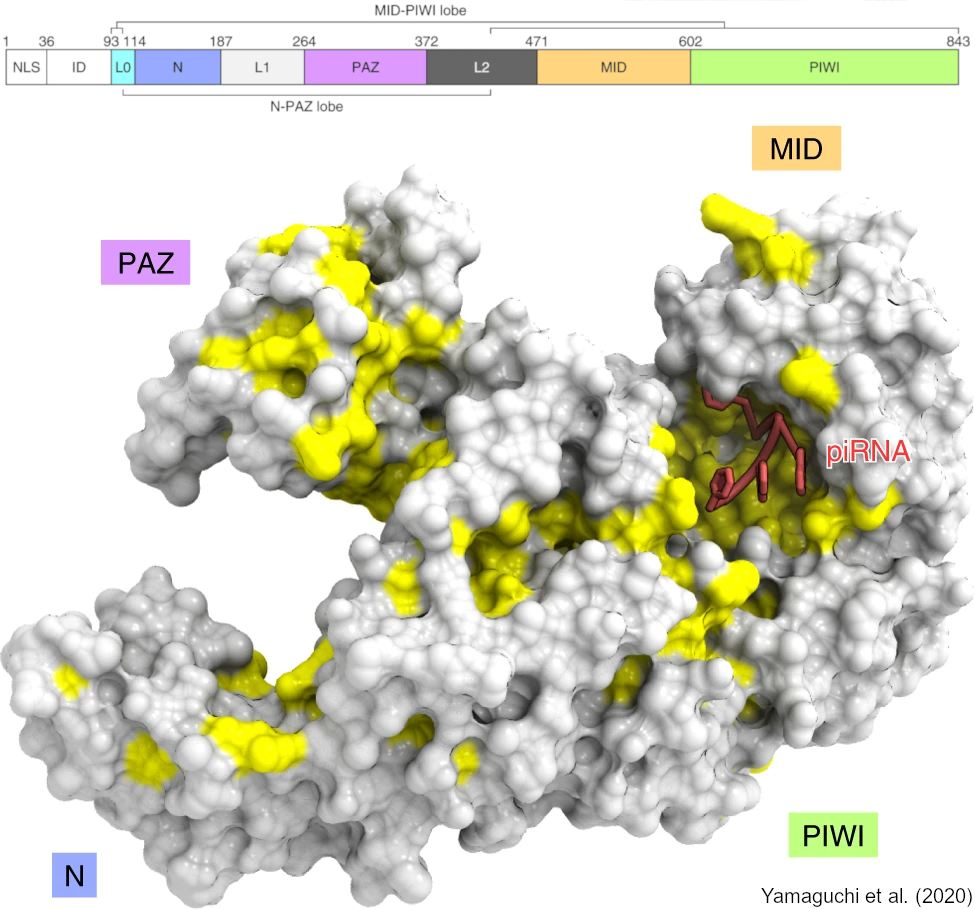 MID-PIWI lobe
1 36 93 114 187 264 372 471 602 843
NLS ID L0 N L1 PAZ L2 MID PIWI
N-PAZ lobe
MID
PAZ
piRNA
PIWI
N
Yamaguchi et al. (2020)